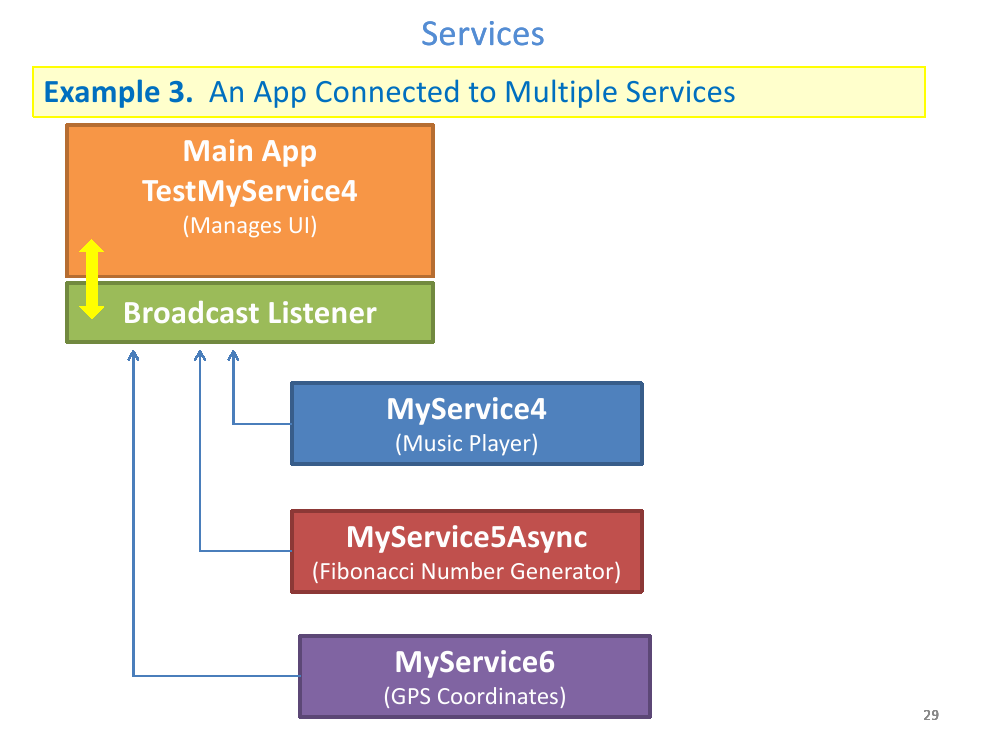 Services
Example 3. An App Connected to Multiple Services
Main App
TestMyService4
(Manages UI)
Broadcast Listener
MyService4
(Music Player)
MyService5Async
(Fibonacci Number Generator)
MyService6
(GPS Coordinates)
29